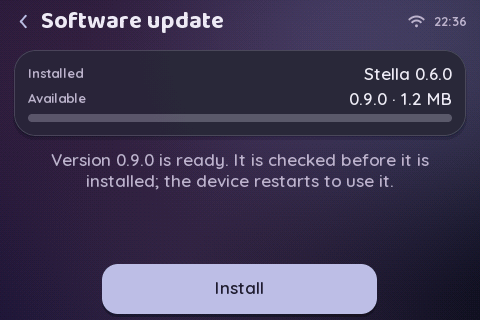 Software update
22:36
Installed
Stella 0.6.0
Available
0.9.0 · 1.2 MB
Version 0.9.0 is ready. It is checked before it is
installed; the device restarts to use it.
Install